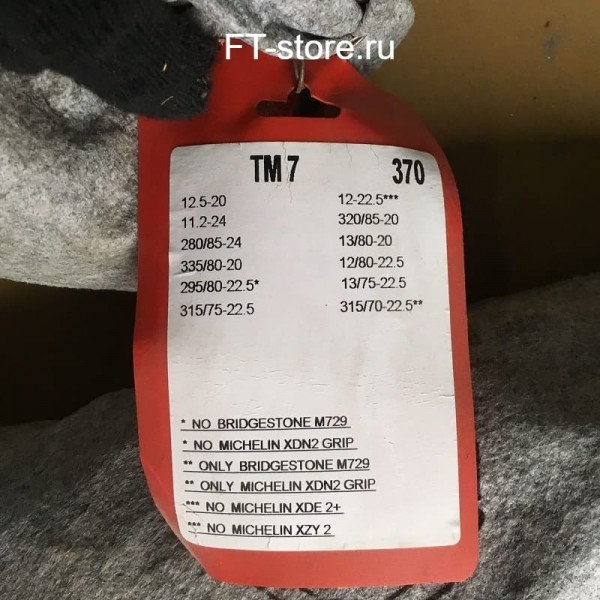 FT-store.ru
TM 7 370
12.5-20 12-22.5***
11.2-24 320/85-20
280/85-24 13/80-20
335/80-20 12/80-22.5
295/80-22.5* 13/75-22.5
315/75-22.5 315/70-22.5**
* NO BRIDGESTONE M729
* NO MICHELIN XDN2 GRIP
** ONLY BRIDGESTONE M729
** ONLY MICHELIN XDN2 GRIP
*** NO MICHELIN XDE 2+
*** NO MICHELIN XZY 2